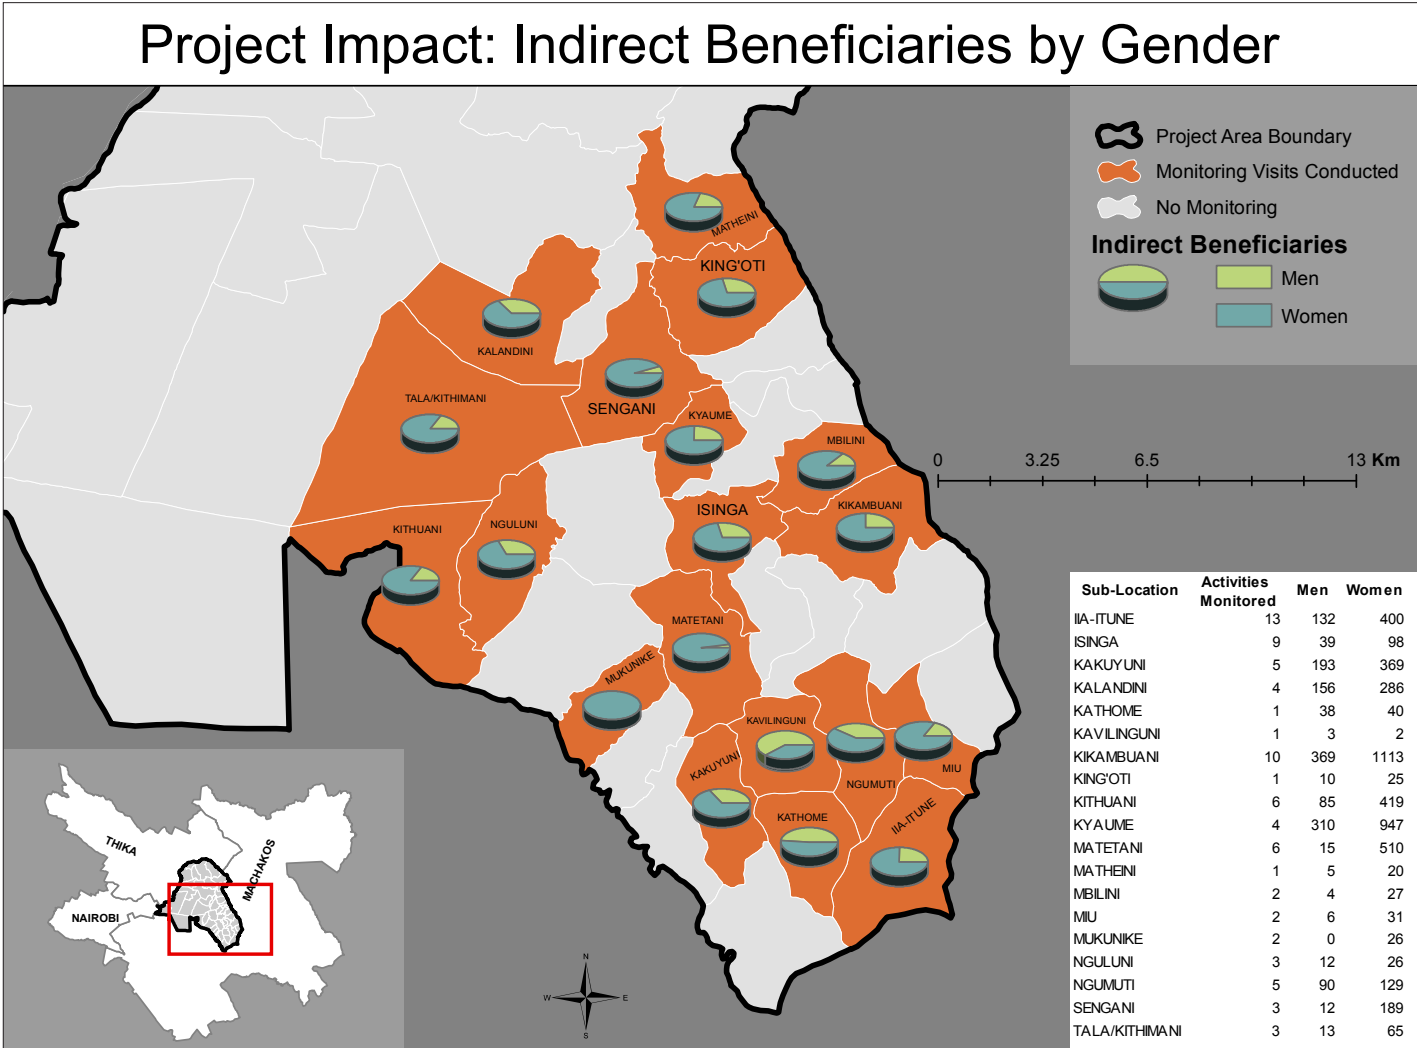 Project Impact: Indirect Beneficiaries by Gender
Project Area Boundary
Monitoring Visits Conducted
No Monitoring
Indirect Beneficiaries
Men
Women
MATHEINI
KING'OTI
KALANDINI
SENGANI
TALA/KITHIMANI
KYAUME
MBILINI
0 3.25 6.5 13 Km
KIKAMBUANI
ISINGA
NGULUNI
KITHUANI
MATETANI
MUKUNIKE
KAVILINGUNI
KAKUYUNI
NGUMUTI
MIU
KATHOME
IIA-ITUNE
THIKA
MACHAKOS
NAIROBI
N
W E
S
Sub-Location Activities Monitored Men Women
IIA-ITUNE 13 132 400
ISINGA 9 39 98
KAKUYUNI 5 193 369
KALANDINI 4 156 286
KATHOME 1 38 40
KAVILINGUNI 1 3 2
KIKAMBUANI 10 369 1113
KING'OTI 1 10 25
KITHUANI 6 85 419
KYAUME 4 310 947
MATETANI 6 15 510
MATHEINI 1 5 20
MBILINI 2 4 27
MIU 2 6 31
MUKUNIKE 2 0 26
NGULUNI 3 12 26
NGUMUTI 5 90 129
SENGANI 3 12 189
TALA/KITHIMANI 3 13 65